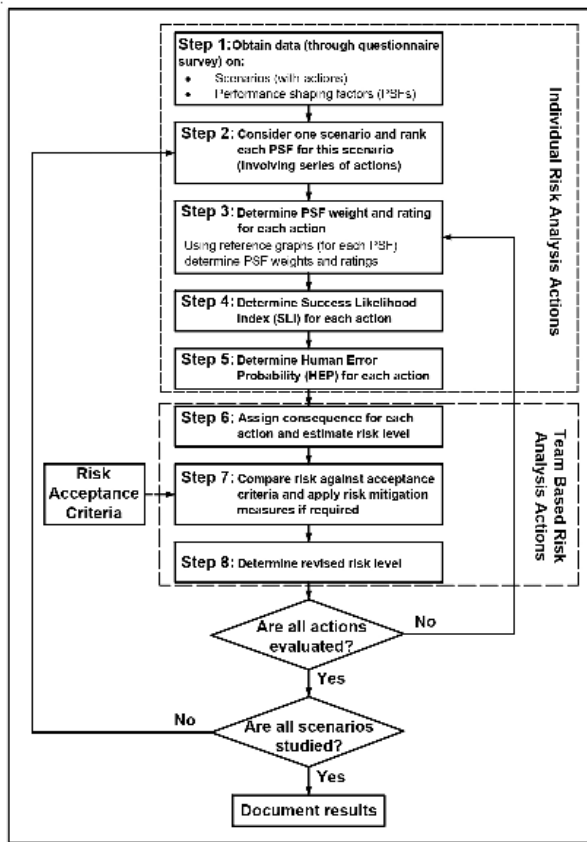 Step 1: Obtain data (through questionnaire
survey) on:
• Scenarios (with actions)
• Performance shaping factors (PSFs)
Step 2: Consider one scenario and rank
each PSF for this scenario
(involving series of actions)
Step 3: Determine PSF weight and rating
for each action
Using reference graphs (for each PSF)
determine PSF weights and ratings
Step 4: Determine Success Likelihood
Index (SLI) for each action
Step 5: Determine Human Error
Probability (HEP) for each action
Individual Risk Analysis Actions
Step 6: Assign consequence for each
action and estimate risk level
Risk
Acceptance
Criteria
Step 7: Compare risk against acceptance
criteria and apply risk mitigation
measures if required
Step 8: Determine revised risk level
Team Based Risk
Analysis Actions
Are all actions
evaluated?
No
Yes
Are all scenarios
studied?
No
Yes
Document results